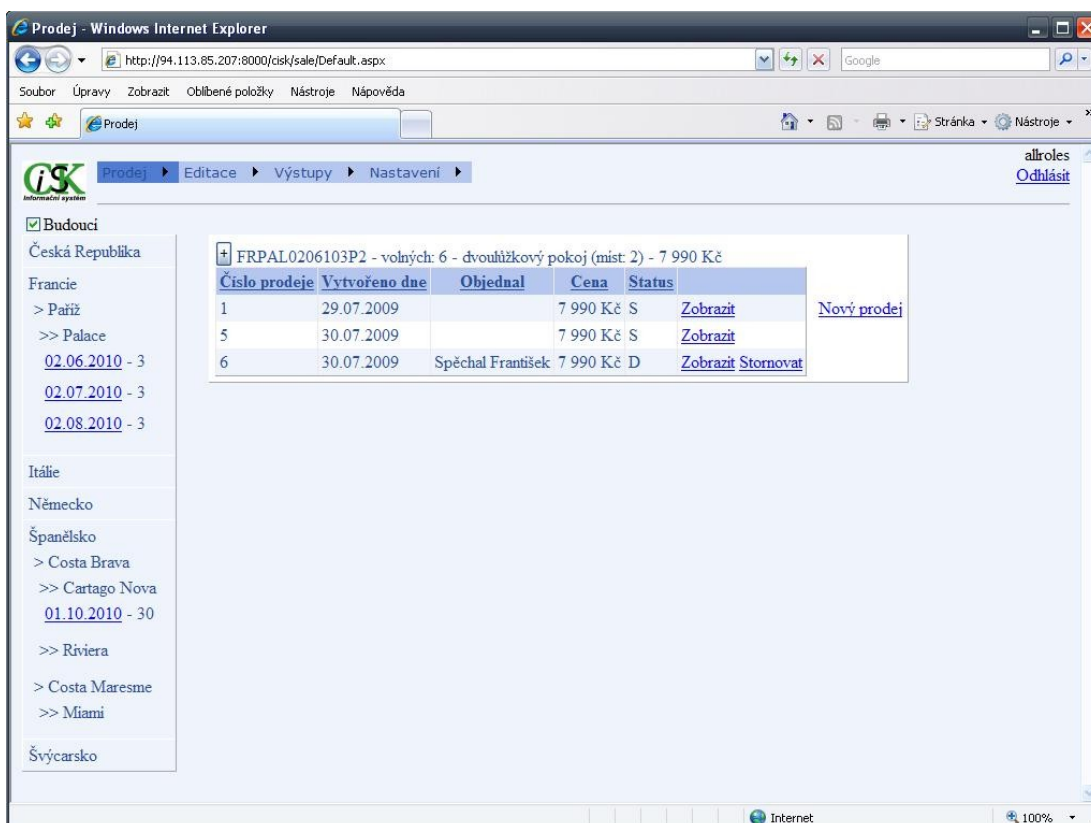 Prodej - Windows Internet Explorer
http://94.113.85.207:8000/cisk/sale/Default.aspx
Google
Soubor Úpravy Zobrazit Oblíbené položky Nástroje Nápověda
Prodej
Stránka Nástroje
allroles
Odhlásit
CiSK
Informační systém
Prodej Editace Výstupy Nastavení
Budoucí
Česká Republika
Francie
> Paříž
>> Palace
02.06.2010 - 3
02.07.2010 - 3
02.08.2010 - 3
Itálie
Německo
Španělsko
> Costa Brava
>> Cartago Nova
01.10.2010 - 30
>> Riviera
> Costa Maresme
>> Miami
Švýcarsko
+ FRPAL0206103P2 - volných: 6 - dvoulůžkový pokoj (míst: 2) - 7 990 Kč
Číslo prodeje Vytvořeno dne Objednal Cena Status
1 29.07.2009 7 990 Kč S Zobrazit
5 30.07.2009 7 990 Kč S Zobrazit
6 30.07.2009 Spěchal František 7 990 Kč D Zobrazit Stornovat
Nový prodej
Internet
100%